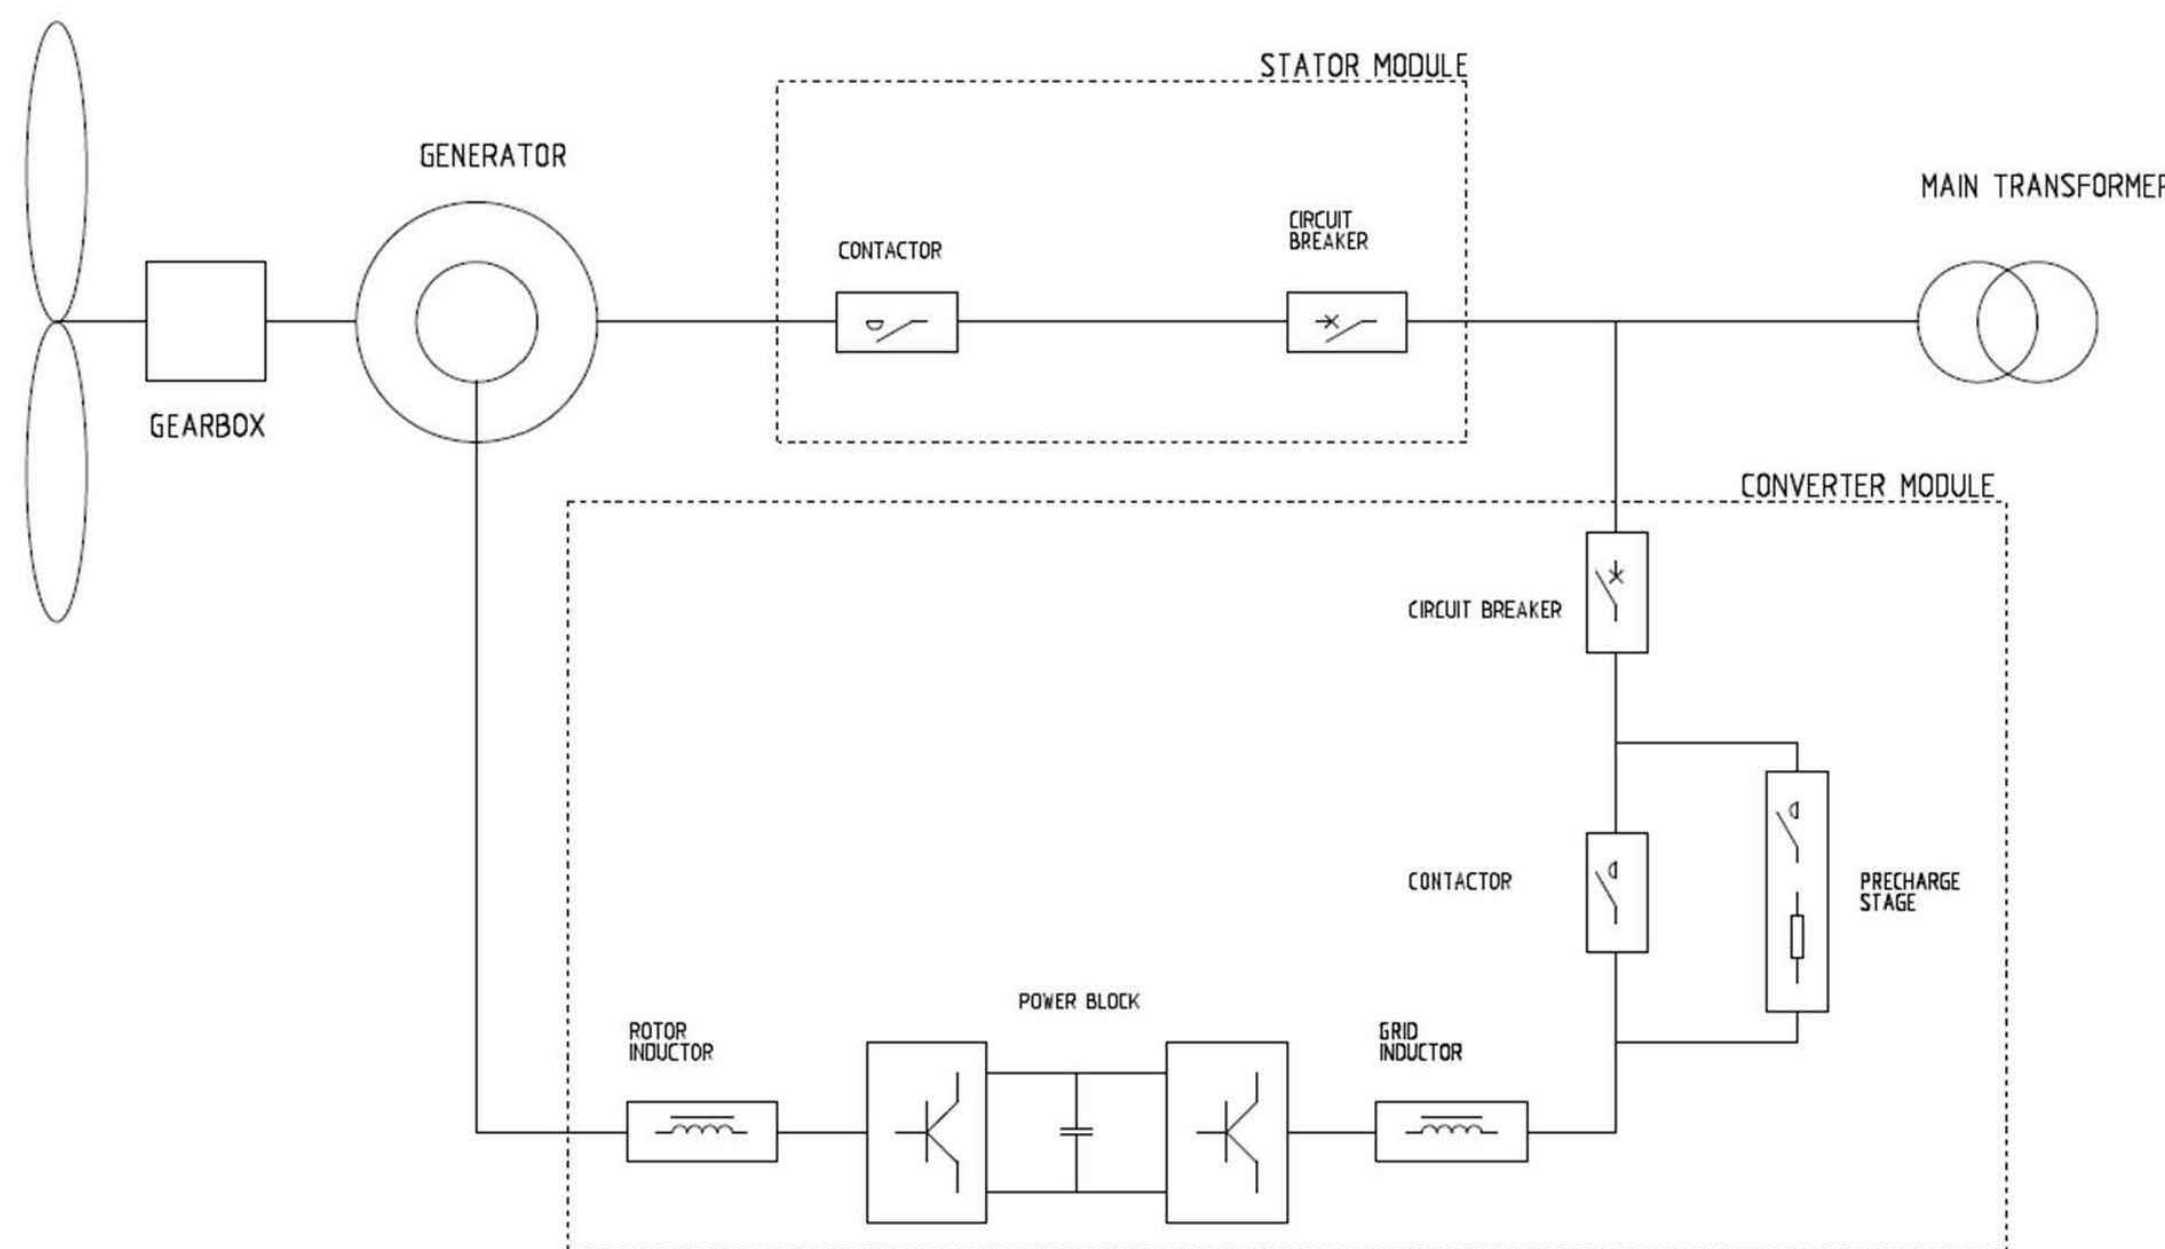 STATOR MODULE
GENERATOR
MAIN TRANSFORMER
CIRCUIT
BREAKER
CONTACTOR
GEARBOX
CONVERTER MODULE
CIRCUIT BREAKER
CONTACTOR
PRECHARGE
STAGE
POWER BLOCK
ROTOR
INDUCTOR
GRID
INDUCTOR